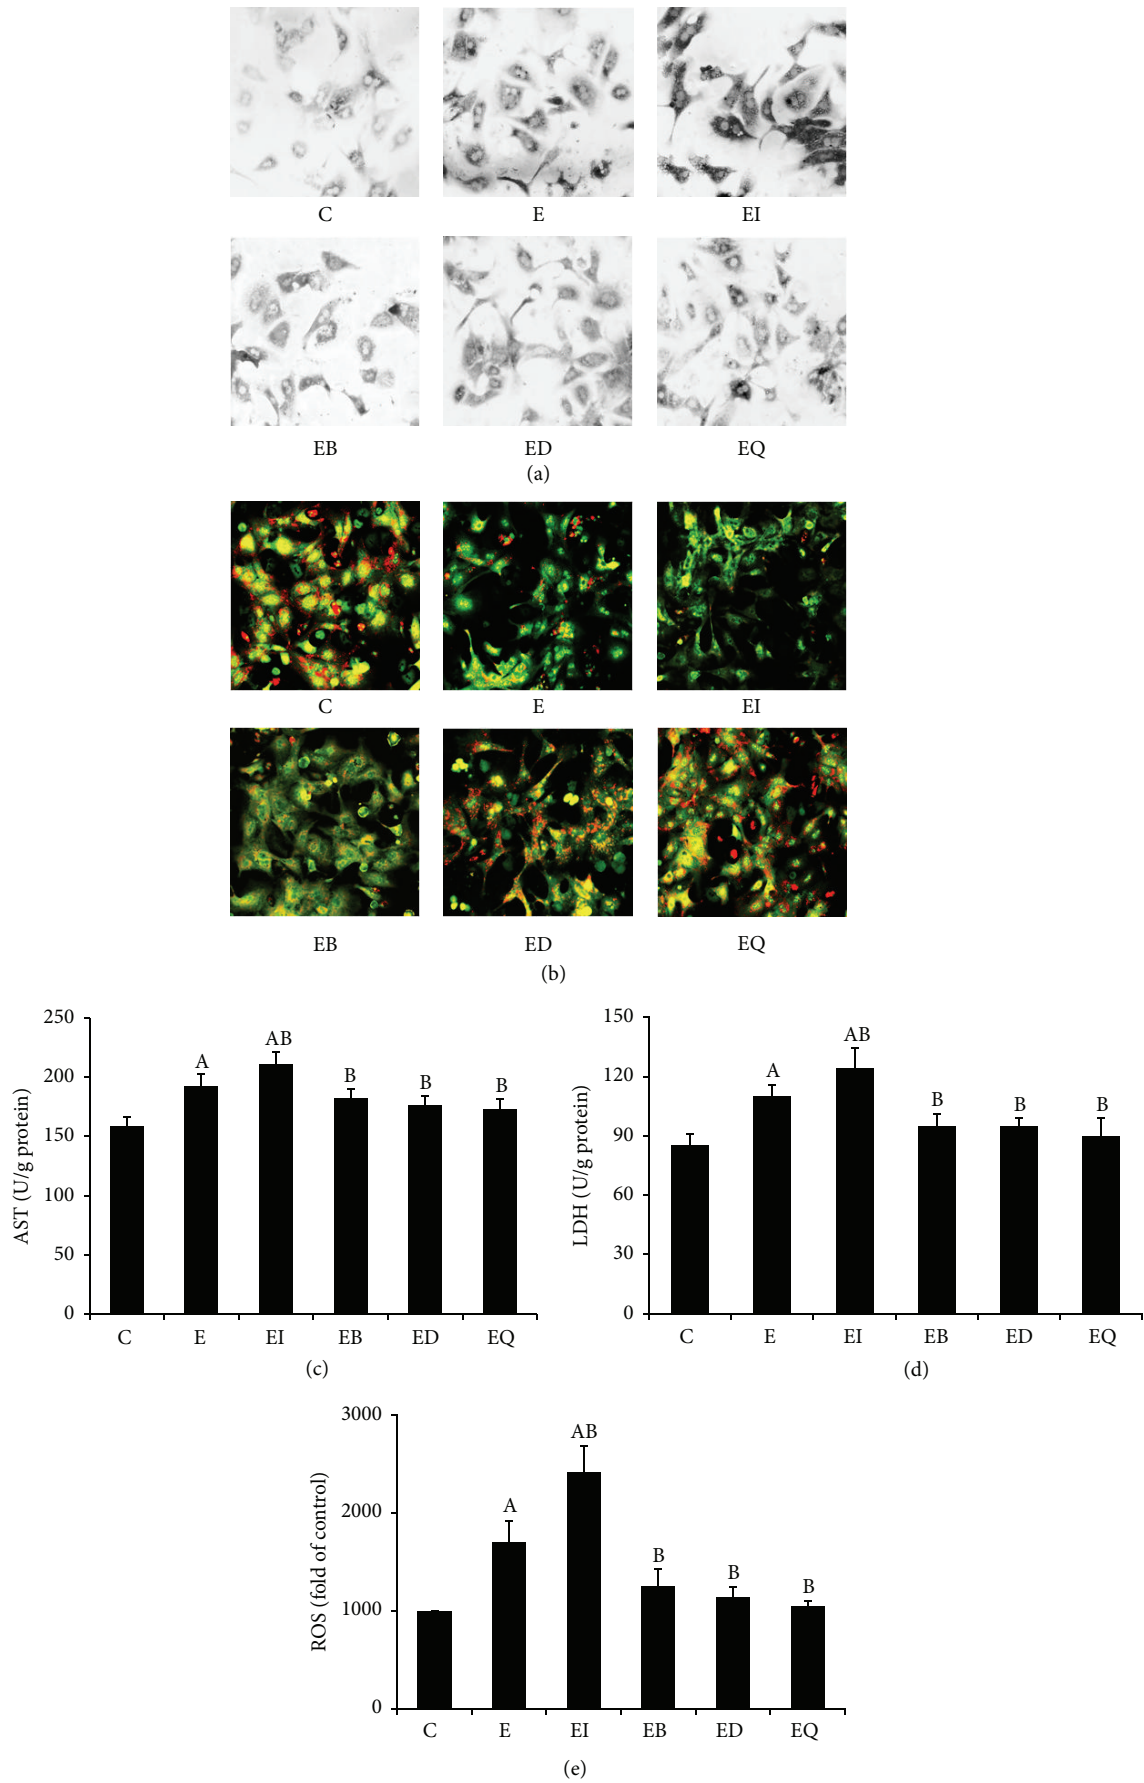 C E EI
EB ED EQ
(a)
C E EI
EB ED EQ
(b)
250
200
150
100
50
0
AST (U/g protein)
A
AB
B
B
B
C E EI EB ED EQ
(c)
150
120
90
60
30
0
LDH (U/g protein)
A
AB
B
B
B
C E EI EB ED EQ
(d)
3000
2000
1000
0
ROS (fold of control)
A
AB
B
B
B
C E EI EB ED EQ
(e)